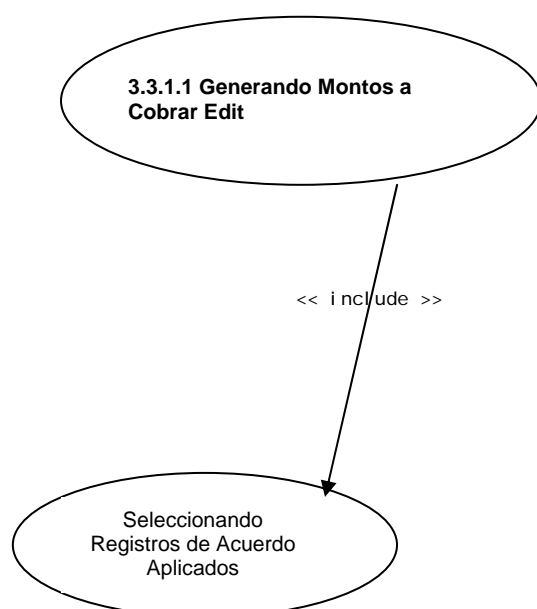 3.3.1.1 Generando Montos a
Cobrar Edit
<< include >>
Seleccionando
Registros de Acuerdo
Aplicados